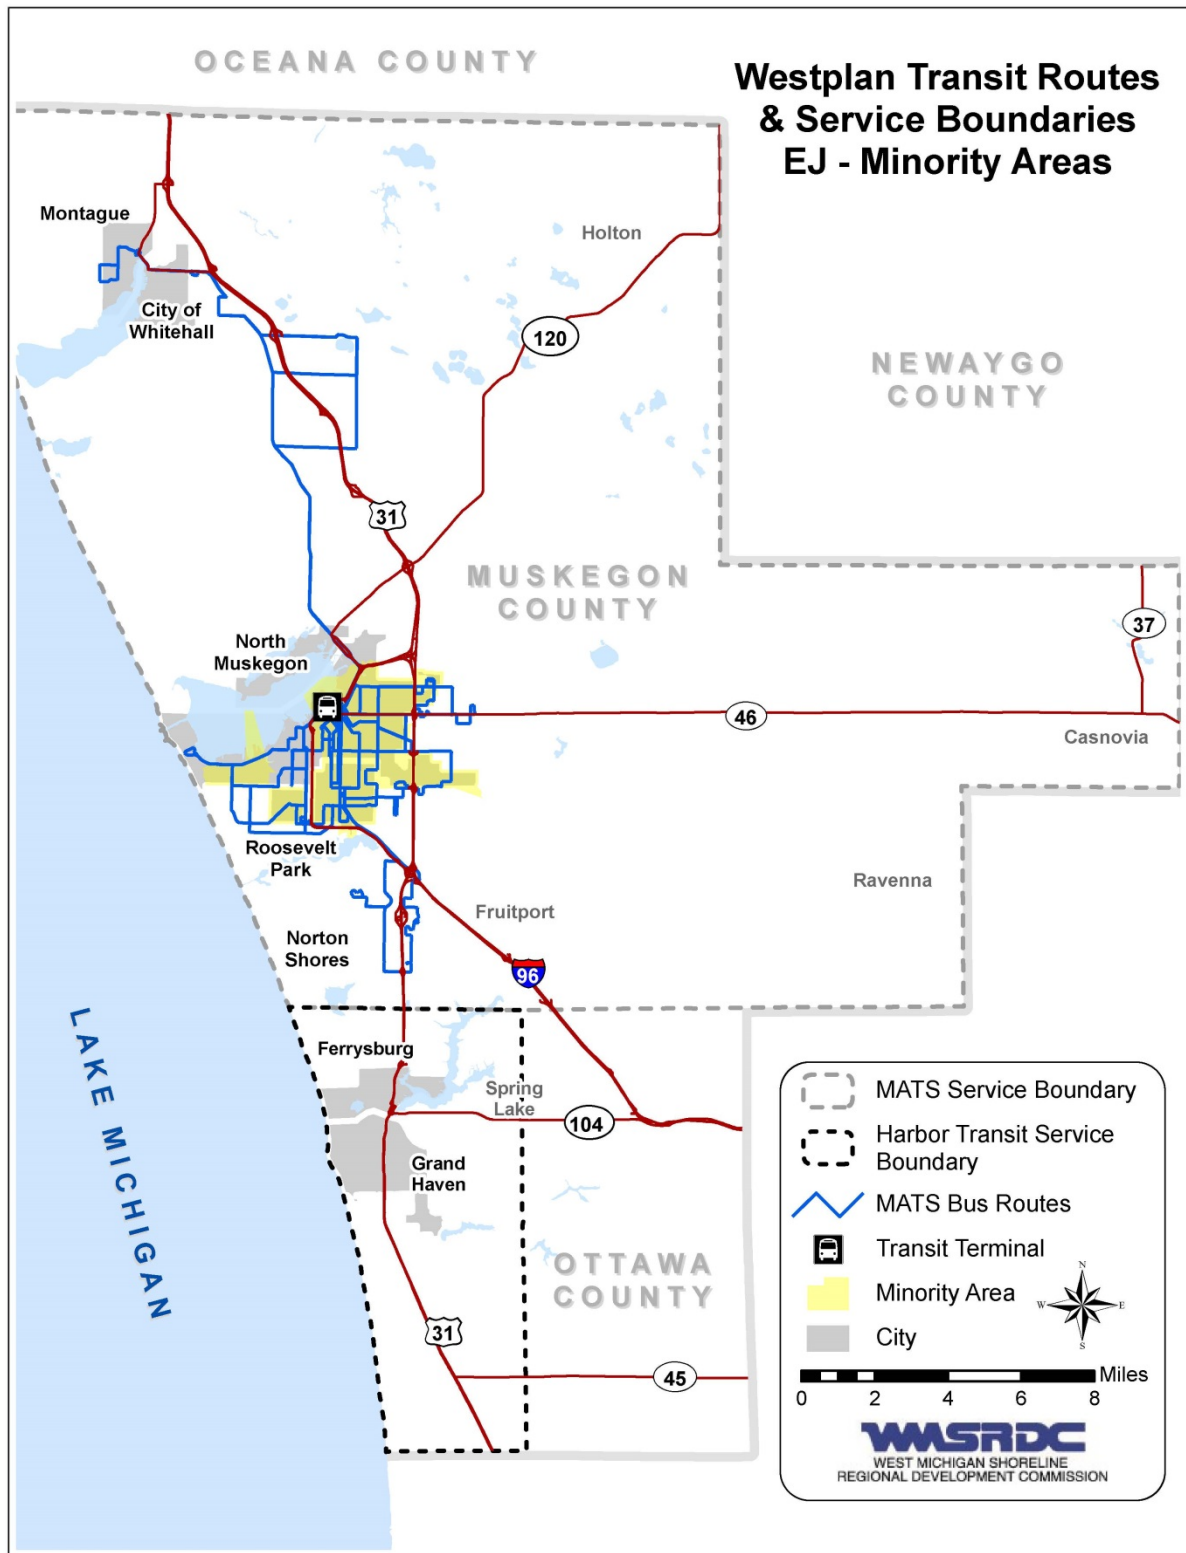 OCEANA COUNTY
Westplan Transit Routes
& Service Boundaries
EJ - Minority Areas
Montague
Holton
City of
Whitehall
120
NEWAYGO
COUNTY
31
MUSKEGON
COUNTY
37
North
Muskegon
46
Casnovia
Roosevelt
Park
Ravenna
Fruitport
Norton
Shores
96
LAKE MICHIGAN
Ferrysburg
Spring
Lake
104
Grand
Haven
OTTAWA
COUNTY
31
45
MATS Service Boundary
Harbor Transit Service
Boundary
MATS Bus Routes
Transit Terminal
Minority Area
City
N
W
E
S
Miles
0 2 4 6 8
WMSRDC
WEST MICHIGAN SHORELINE
REGIONAL DEVELOPMENT COMMISSION